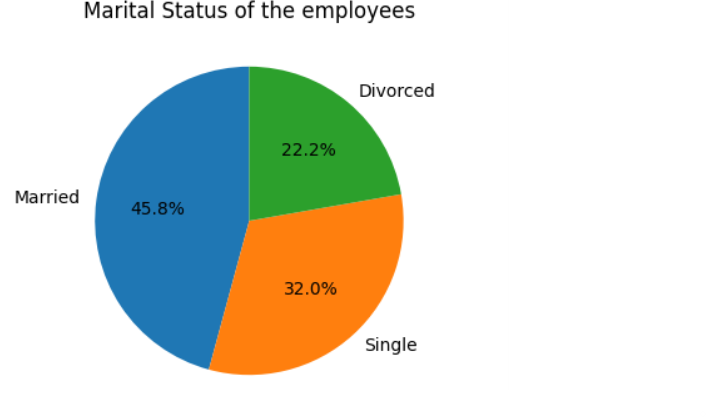 Marital Status of the employees
Divorced
22.2%
Married
45.8%
32.0%
Single